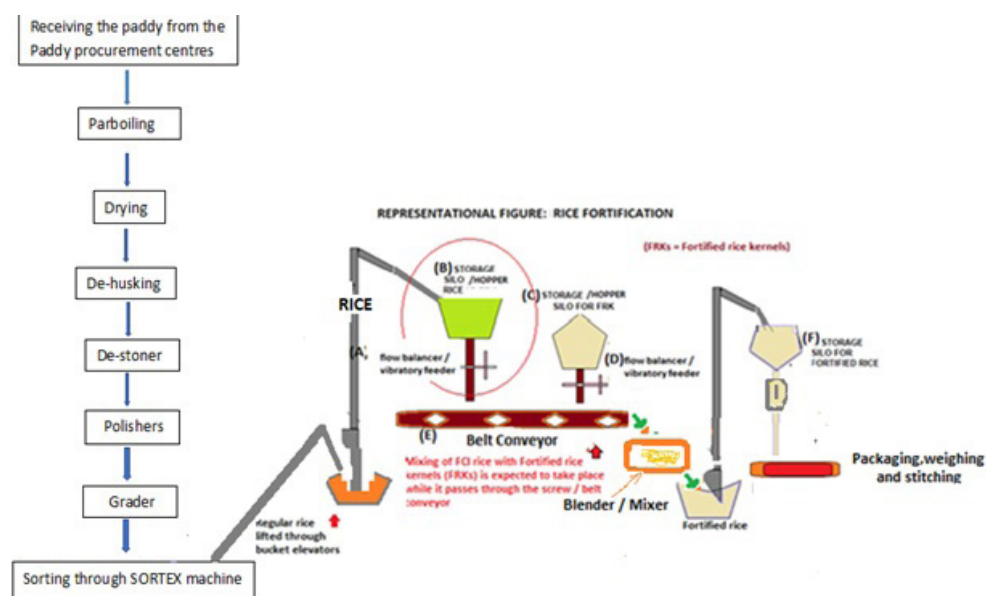 Receiving the paddy from the
Paddy procurement centres
Parboiling
Drying
De-husking
De-stoner
Polishers
Grader
Sorting through SORTEX machine
REPRESENTATIONAL FIGURE: RICE FORTIFICATION
(FRKs = Fortified rice kernels)
RICE
(A)
(B) STORAGE
SILO /HOPPER
RICE
flow balancer /
vibratory feeder
(C) STORAGE /HOPPER
SILO FOR FRK
(D) flow balancer /
vibratory feeder
(E)
Belt Conveyor
Mixing of FCI rice with Fortified rice
kernels (FRKs) is expected to take place
while it passes through the screw / belt
conveyor
Blender / Mixer
Regular rice
lifted through
bucket elevators
Fortified rice
(F) STORAGE
SILO FOR
FORTIFIED RICE
Packaging,weighing
and stitching